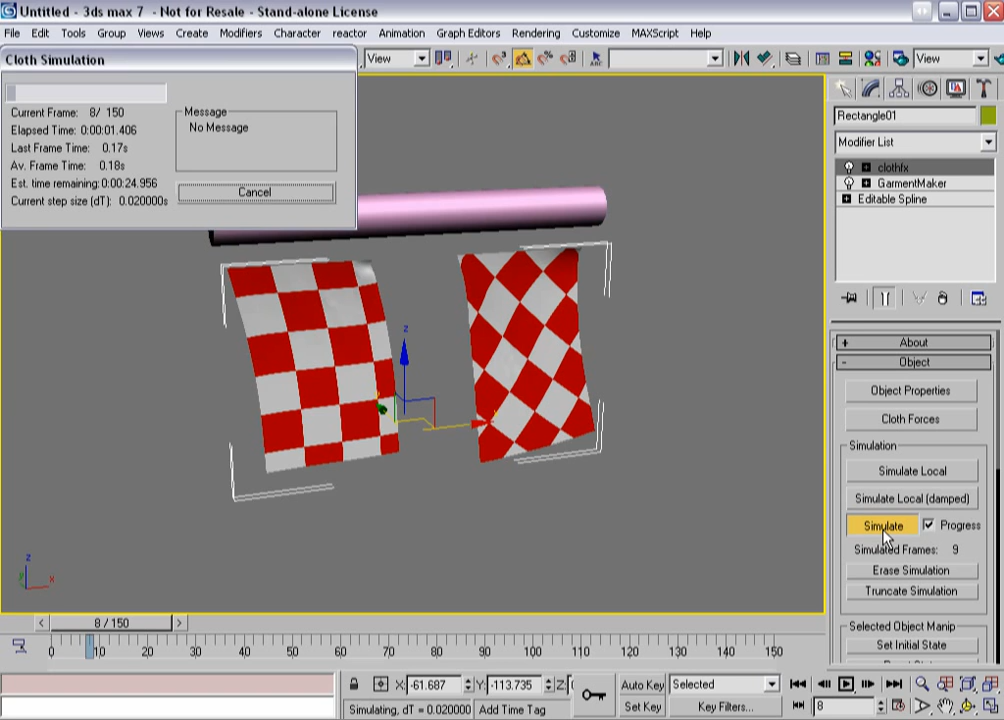 Untitled - 3ds max 7 - Not for Resale - Stand-alone License
File Edit Tools Group Views Create Modifiers Character reactor Animation Graph Editors Rendering Customize MAXScript Help
Cloth Simulation
View
View
Current Frame: 8/ 150
Elapsed Time: 0:00:01.406
Last Frame Time: 0.17s
Av. Frame Time: 0.18s
Est. time remaining: 0:00:24.956
Current step size (dT): 0.020000s
Message
No Message
Cancel
Rectangle01
Modifier List
clothfx
GarmentMaker
Editable Spline
+ About
- Object
Object Properties
Cloth Forces
Simulation
Simulate Local
Simulate Local (damped)
Simulate Progress
Simulated Frames: 9
Erase Simulation
Truncate Simulation
Selected Object Manip
Set Initial State
z
z
x
y
< 8 / 150 >
0 10 20 30 40 50 60 70 80 90 100 110 120 130 140 150
X: -61.687 Y: -113.735 Z:
Auto Key Selected
Simulating, dT = 0.020000 Add Time Tag
Set Key Key Filters...
8